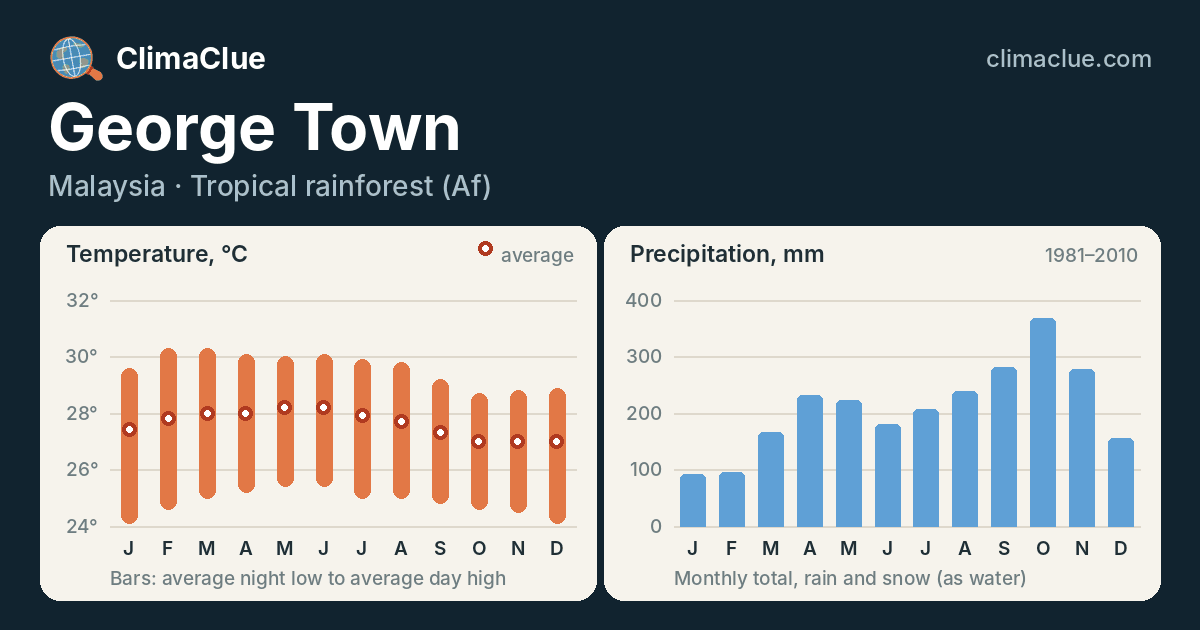 ClimaClue
climaclue.com
George Town
Malaysia · Tropical rainforest (Af)
Temperature, °C
average
32°
30°
28°
26°
24°
J F M A M J J A S O N D
Bars: average night low to average day high
Precipitation, mm
1981–2010
400
300
200
100
0
J F M A M J J A S O N D
Monthly total, rain and snow (as water)